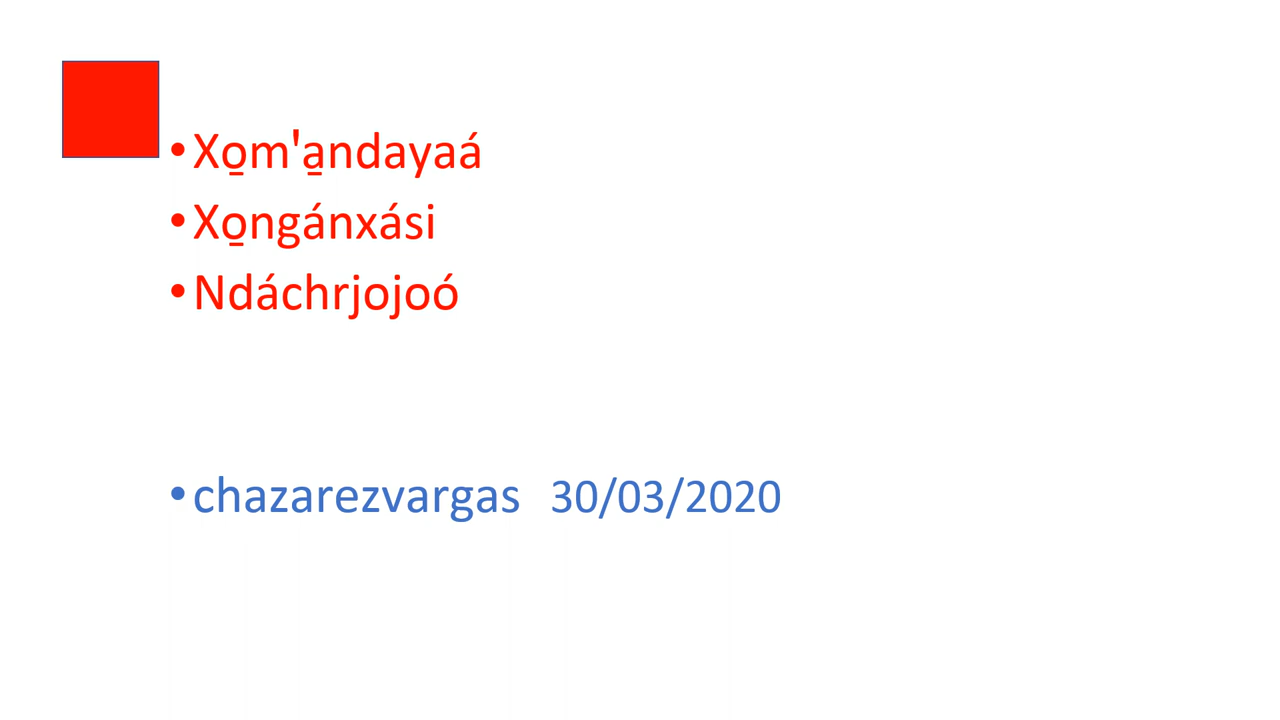 •Xo̱m'a̱ndayaá
•Xo̱ngánxási
•Ndáchrjojoó
•chazarezvargas 30/03/2020